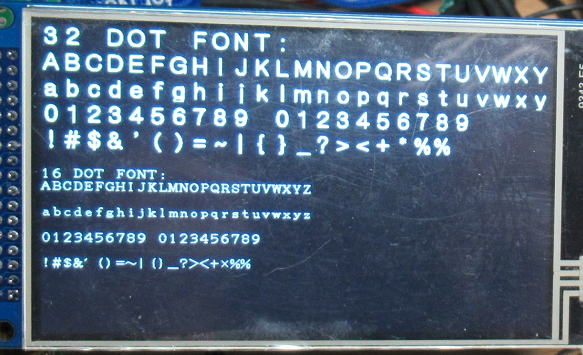 32 DOT FONT:
ABCDEFGHIJKLMNOPQRSTUVWXY
abcdefghijklmnopqrstuvwxy
0123456789 0123456789
!#$&'()=~|{}_?><+*%%
16 DOT FONT:
ABCDEFGHIJKLMNOPQRSTUVWXYZ
abcdefghijklmnopqrstuvwxyz
0123456789 0123456789
!#$&'()=~|()_?><+×%%